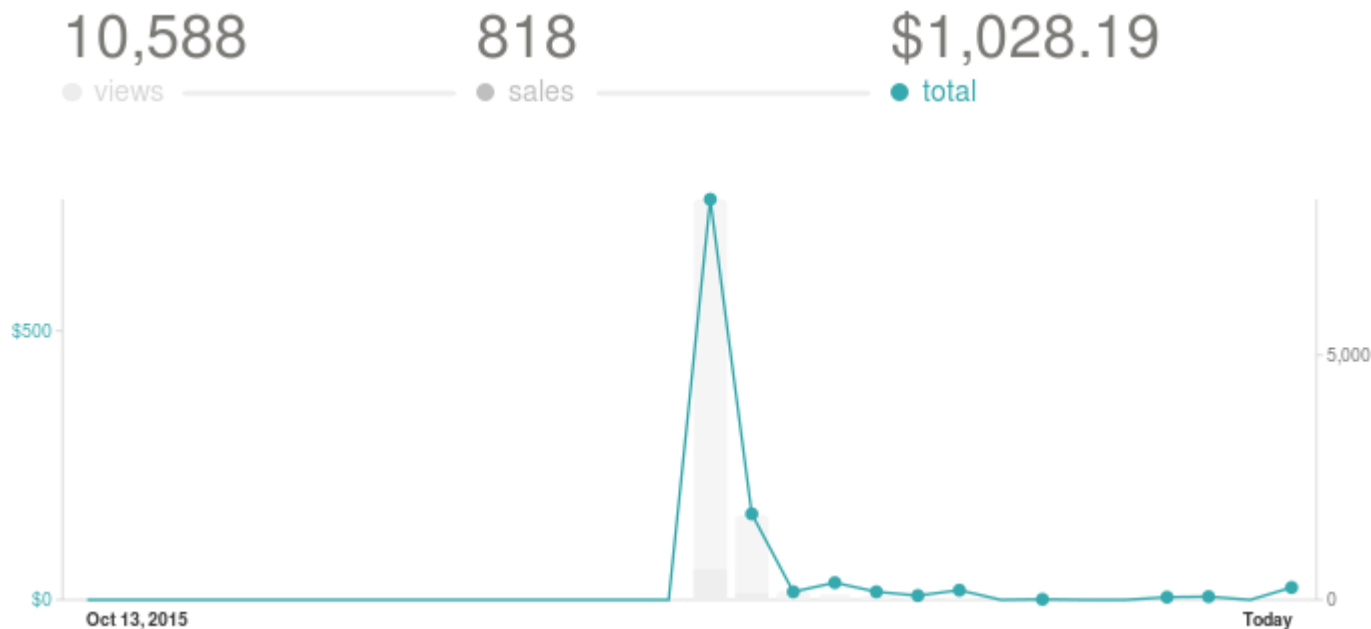 10,588 818 $1,028.19
views sales total
$500
5,000
$0 0
Oct 13, 2015 Today